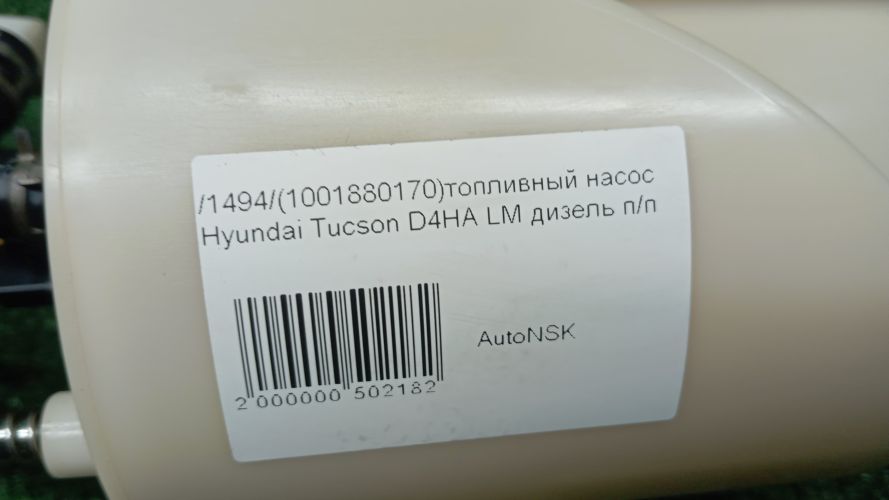 /1494/(1001880170)топливный насос
Hyundai Tucson D4HA LM дизель п/п
AutoNSK
2 000000 502182